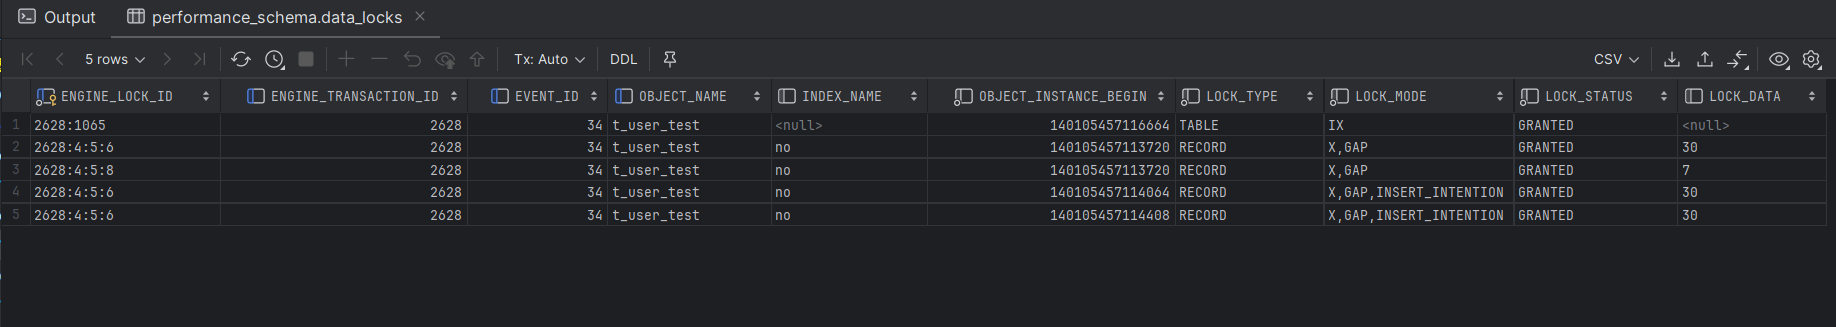 Output performance_schema.data_locks
5 rows Tx: Auto DDL CSV
ENGINE_LOCK_ID ENGINE_TRANSACTION_ID EVENT_ID OBJECT_NAME INDEX_NAME OBJECT_INSTANCE_BEGIN LOCK_TYPE LOCK_MODE LOCK_STATUS LOCK_DATA
1 2628:1065 2628 34 t_user_test <null> 140105457116664 TABLE IX GRANTED <null>
2 2628:4:5:6 2628 34 t_user_test no 140105457113720 RECORD X,GAP GRANTED 30
3 2628:4:5:8 2628 34 t_user_test no 140105457113720 RECORD X,GAP GRANTED 7
4 2628:4:5:6 2628 34 t_user_test no 140105457114064 RECORD X,GAP,INSERT_INTENTION GRANTED 30
5 2628:4:5:6 2628 34 t_user_test no 140105457114408 RECORD X,GAP,INSERT_INTENTION GRANTED 30